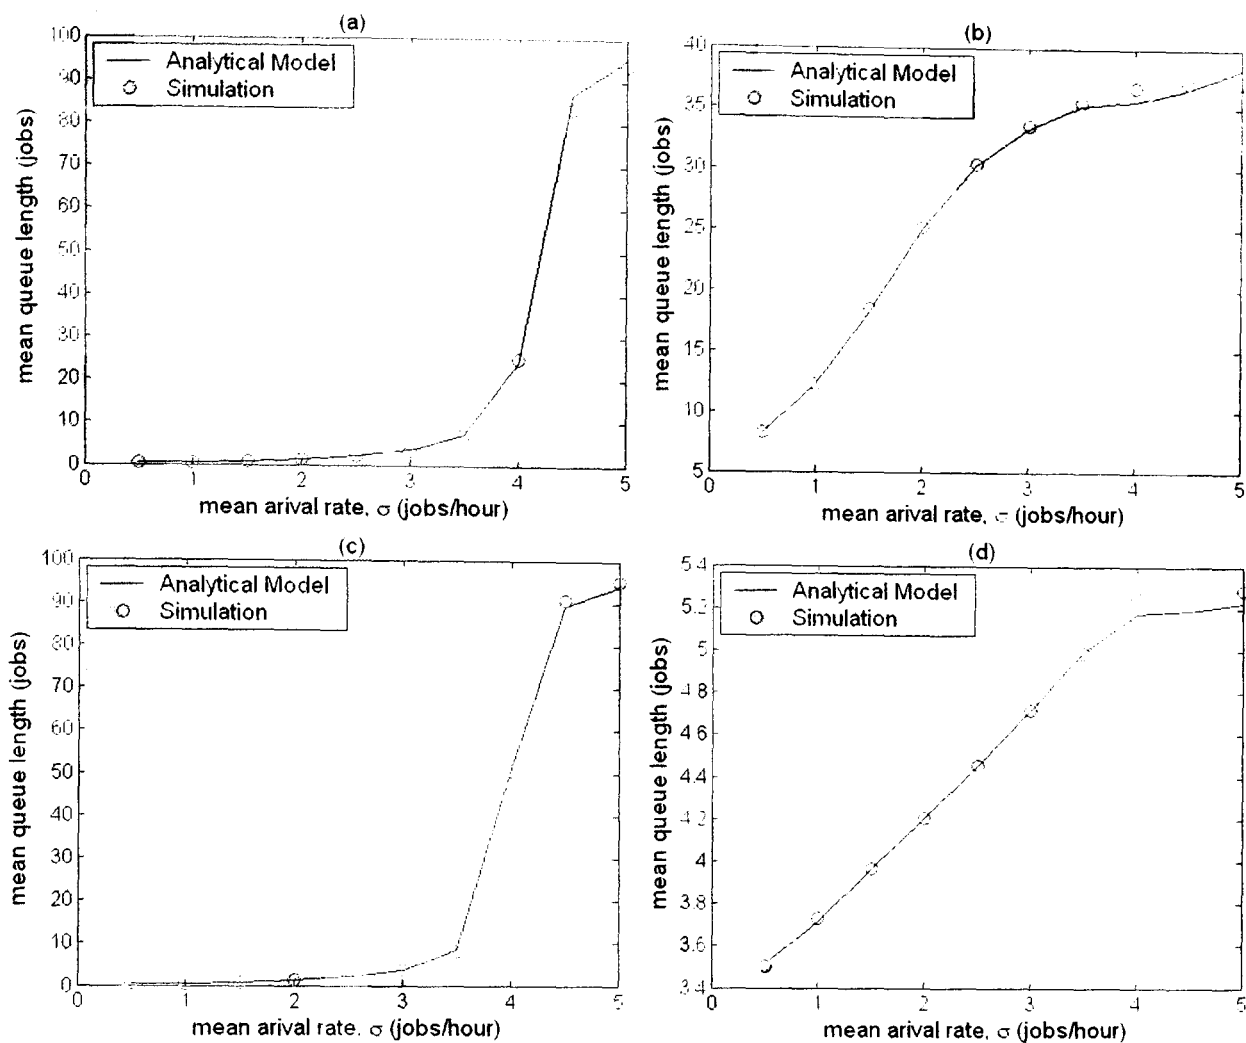 (a)
100
90
80
70
60
50
40
30
20
10
0
mean queue length (jobs)
Analytical Model
Simulation
0 1 2 3 4 5
mean arival rate, σ (jobs/hour)
(b)
40
35
30
25
20
15
10
5
mean queue length (jobs)
Analytical Model
Simulation
0 1 2 3 4 5
mean arival rate, σ (jobs/hour)
(c)
100
90
80
70
60
50
40
30
20
10
0
mean queue length (jobs)
Analytical Model
Simulation
0 1 2 3 4 5
mean arival rate, σ (jobs/hour)
(d)
5.4
5.2
5
4.8
4.6
4.4
4.2
4
3.8
3.6
3.4
mean queue length (jobs)
Analytical Model
Simulation
0 1 2 3 4 5
mean arival rate, σ (jobs/hour)